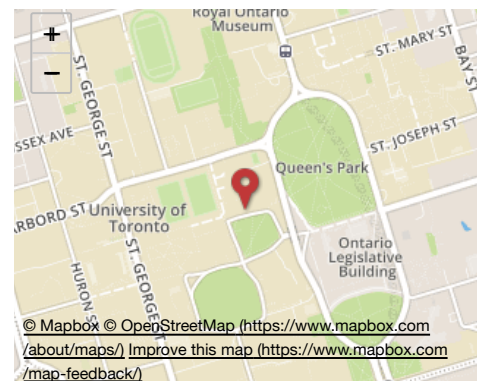 Royal Ontario
Museum
+
−
ST. MARY ST
BAY ST
ST. GEORGE ST
SSEX AVE
ST. JOSEPH ST
Queen's Park
ARBORD ST
University of
Toronto
Ontario
Legislative
Building
HURON ST
ST. GEORGE ST
© Mapbox © OpenStreetMap (https://www.mapbox.com
/about/maps/) Improve this map (https://www.mapbox.com
/map-feedback/)